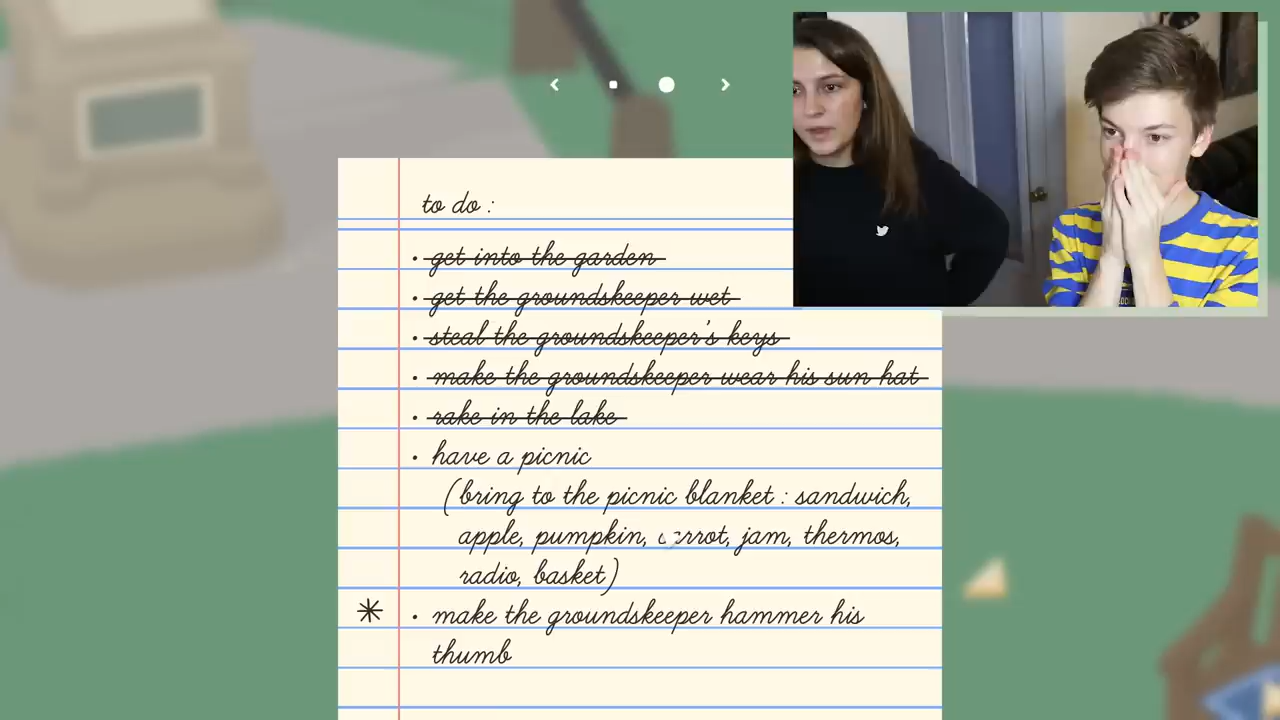 to do :
• get into the garden
• get the groundskeeper wet
• steal the groundskeeper's keys
• make the groundskeeper wear his sun hat
• rake in the lake
• have a picnic
(bring to the picnic blanket : sandwich,
apple, pumpkin, carrot, jam, thermos,
radio, basket)
• make the groundskeeper hammer his
thumb